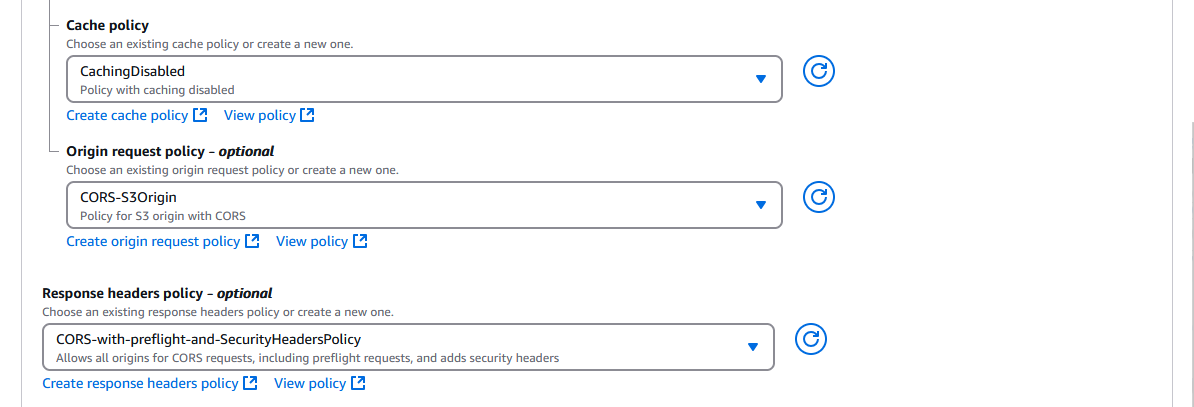 Cache policy
Choose an existing cache policy or create a new one.
CachingDisabled
Policy with caching disabled
Create cache policy View policy
Origin request policy – optional
Choose an existing origin request policy or create a new one.
CORS-S3Origin
Policy for S3 origin with CORS
Create origin request policy View policy
Response headers policy – optional
Choose an existing response headers policy or create a new one.
CORS-with-preflight-and-SecurityHeadersPolicy
Allows all origins for CORS requests, including preflight requests, and adds security headers
Create response headers policy View policy